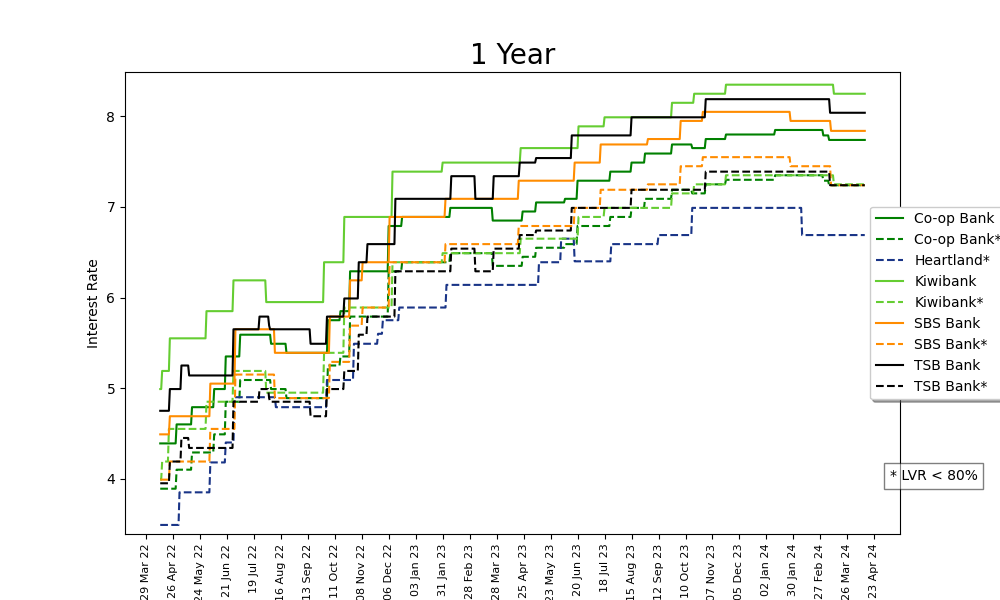 1 Year
Interest Rate
8
7
6
5
4
29 Mar 22
26 Apr 22
24 May 22
21 Jun 22
19 Jul 22
16 Aug 22
13 Sep 22
11 Oct 22
08 Nov 22
06 Dec 22
03 Jan 23
31 Jan 23
28 Feb 23
28 Mar 23
25 Apr 23
23 May 23
20 Jun 23
18 Jul 23
15 Aug 23
12 Sep 23
10 Oct 23
07 Nov 23
05 Dec 23
02 Jan 24
30 Jan 24
27 Feb 24
26 Mar 24
23 Apr 24
Co-op Bank
Co-op Bank*
Heartland*
Kiwibank
Kiwibank*
SBS Bank
SBS Bank*
TSB Bank
TSB Bank*
* LVR < 80%